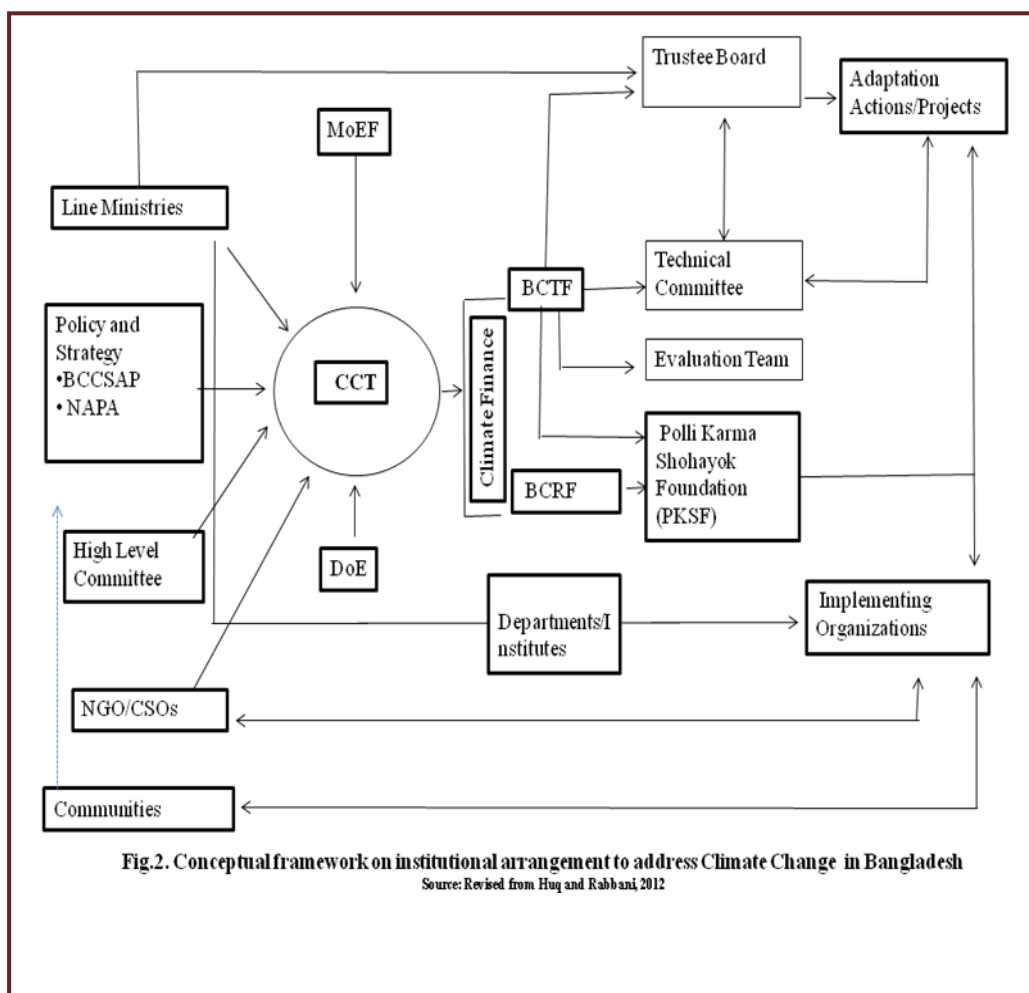 Trustee Board
Adaptation
Actions/Projects
MoEF
Line Ministries
Technical
Committee
BCTF
Policy and
Strategy
•BCCSAP
• NAPA
CCT
Climate Finance
Evaluation Team
Polli Karma
Shohayok
Foundation
(PKSF)
BCRF
High Level
Committee
DoE
Departments/I
nstitutes
Implementing
Organizations
NGO/CSOs
Communities
Fig.2. Conceptual framework on institutional arrangement to address Climate Change in Bangladesh
Source: Revised from Huq and Rabbani, 2012